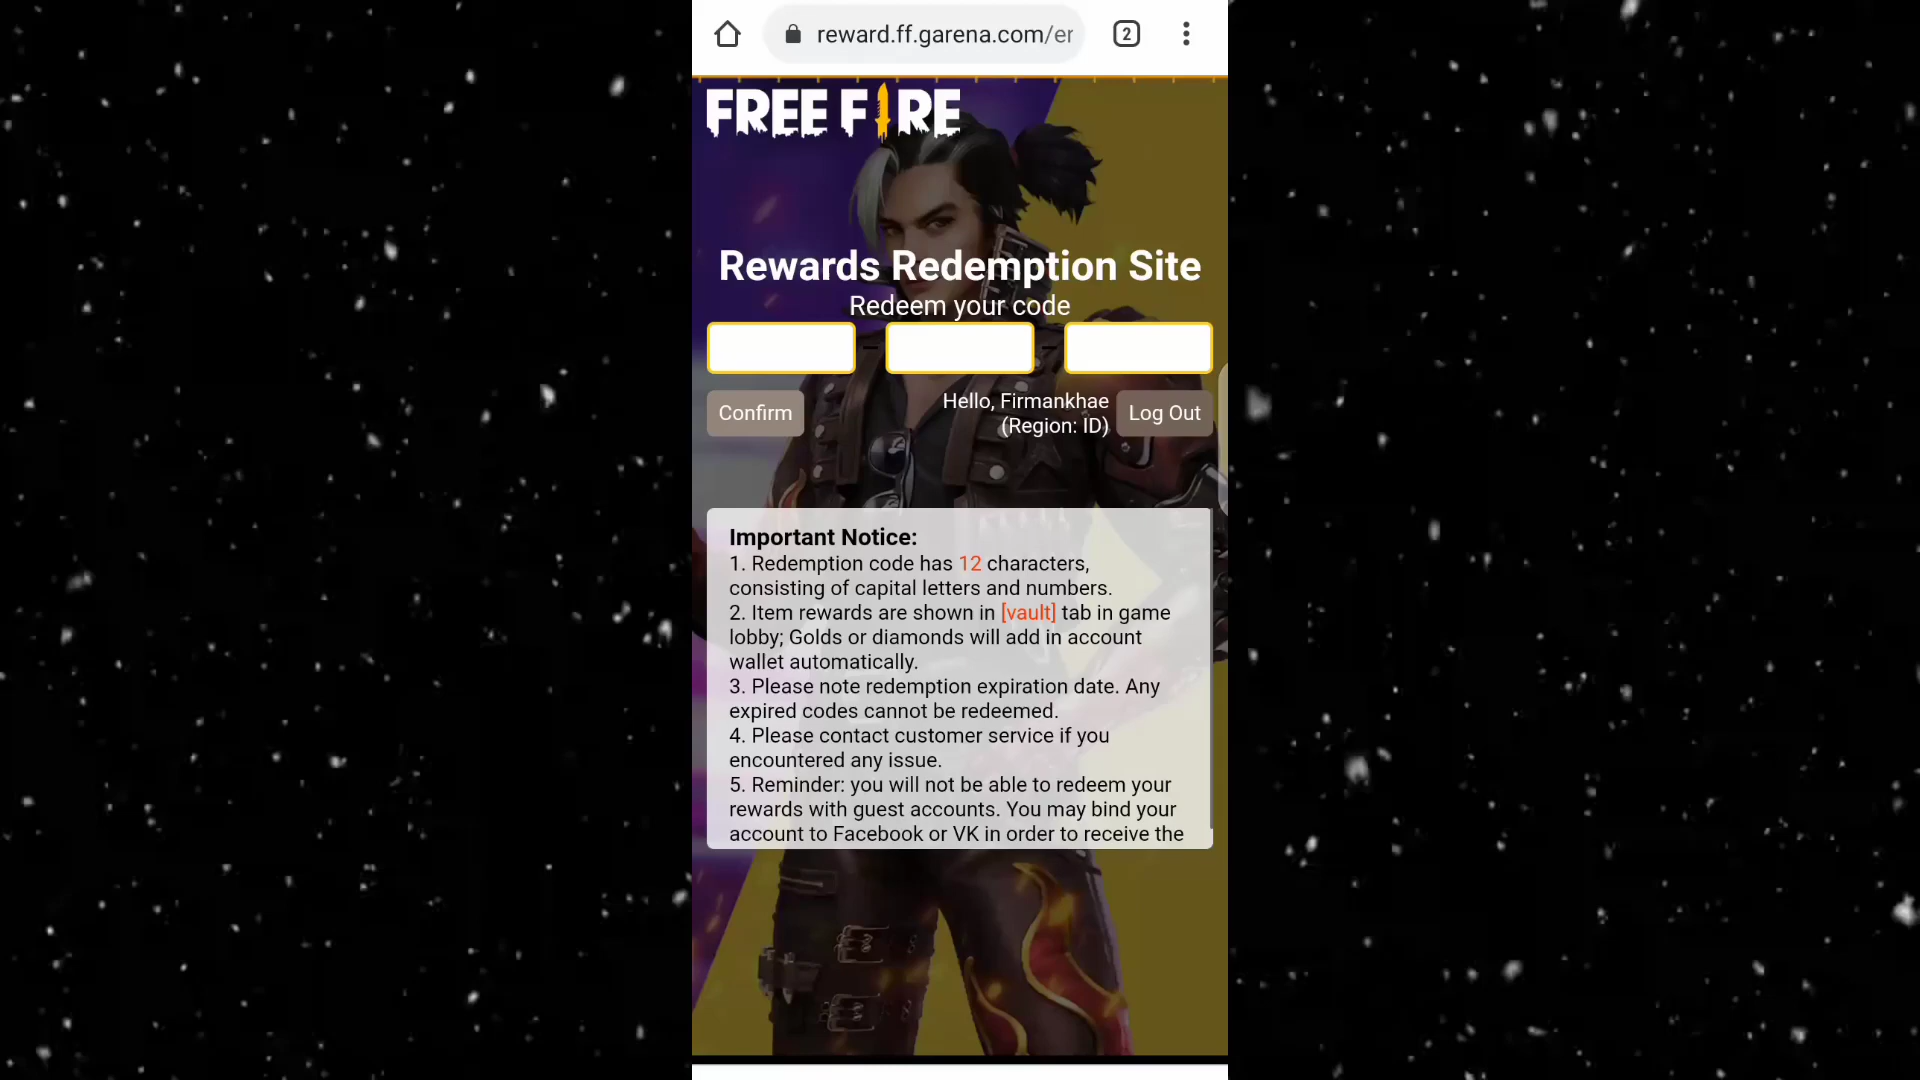 reward.ff.garena.com/er
2
FREE FIRE
Rewards Redemption Site
Redeem your code
- -
Confirm
Hello, Firmankhae
(Region: ID)
Log Out
Important Notice:
1. Redemption code has 12 characters,
consisting of capital letters and numbers.
2. Item rewards are shown in [vault] tab in game
lobby; Golds or diamonds will add in account
wallet automatically.
3. Please note redemption expiration date. Any
expired codes cannot be redeemed.
4. Please contact customer service if you
encountered any issue.
5. Reminder: you will not be able to redeem your
rewards with guest accounts. You may bind your
account to Facebook or VK in order to receive the